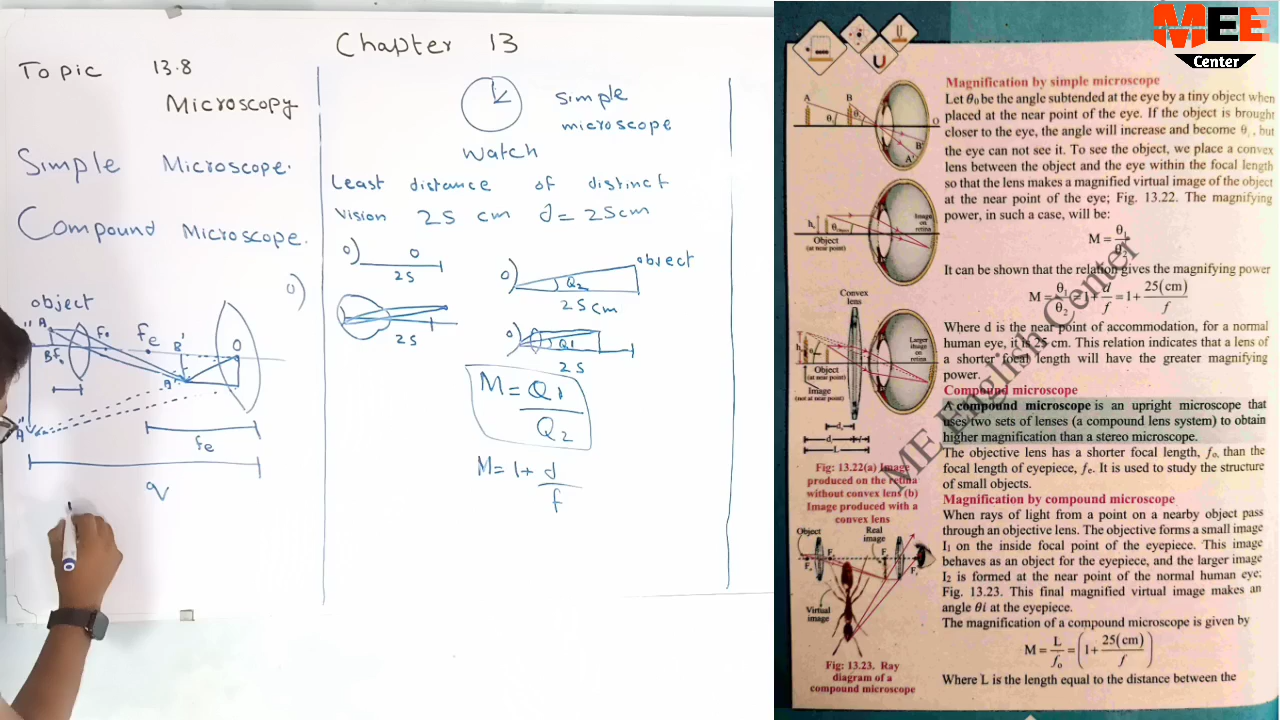 Chapter 13
Topic 13.8
Microscopy
Simple Microscope.
Compound Microscope.
object
A
Bf.
Fo
fe
B'
A'
O
A"
fe
q
simple
microscope
Watch
Least distance of distinct
Vision 25 cm d = 25cm
O
25
object
Q2
25 cm
25
Q1
25
M = Q1
Q2
M = 1 + d
f
MEE
Center
Magnification by simple microscope
Let θ0 be the angle subtended at the eye by a tiny object when
placed at the near point of the eye. If the object is brought
closer to the eye, the angle will increase and become θi, but
the eye can not see it. To see the object, we place a convex
lens between the object and the eye within the focal length
so that the lens makes a magnified virtual image of the object
at the near point of the eye; Fig. 13.22. The magnifying
power, in such a case, will be:
M = θ1
It can be shown that the relation gives the magnifying power
M = θ1/θ2 = 1 + d/f = 1 + 25(cm)/f
Where d is the near point of accommodation, for a normal
human eye, it is 25 cm. This relation indicates that a lens of
a shorter focal length will have the greater magnifying
power.
Compound microscope
A compound microscope is an upright microscope that
uses two sets of lenses (a compound lens system) to obtain
higher magnification than a stereo microscope.
The objective lens has a shorter focal length, fo, than the
focal length of eyepiece, fe. It is used to study the structure
of small objects.
Magnification by compound microscope
When rays of light from a point on a nearby object pass
through an objective lens. The objective forms a small image
I1 on the inside focal point of the eyepiece. This image
behaves as an object for the eyepiece, and the larger image
I2 is formed at the near point of the normal human eye;
Fig. 13.23. This final magnified virtual image makes an
angle θi at the eyepiece.
The magnification of a compound microscope is given by
M = L/fo = (1 + 25(cm)/f)
Where L is the length equal to the distance between the
A B
O
B'
A'
Image
on
retina
Object
(at near point)
Convex
lens
Larger
image on
retina
Object
(at near point)
Image
(not at near point)
L
Fig: 13.22(a) Image
produced on the retina
without convex lens (b)
Image produced with a
convex lens
Object
Real
image
Virtual
image
Fig: 13.23. Ray
diagram of a
compound microscope
ME English Center